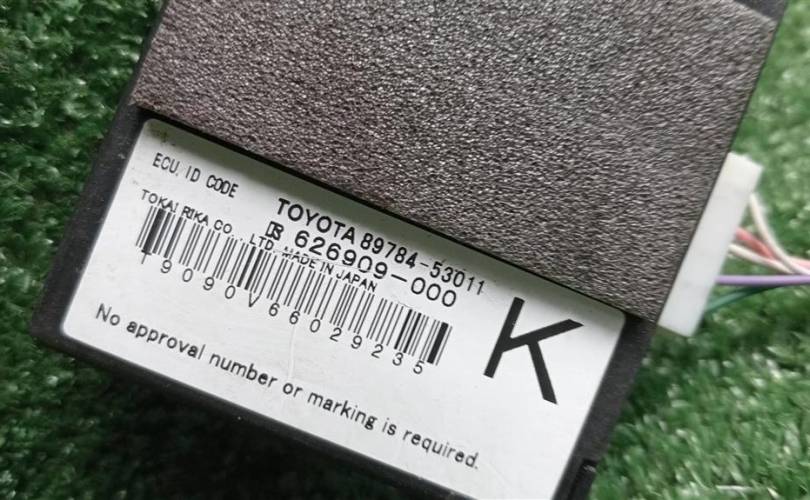 ECU, ID CODE
TOYOTA 89784-53011
626909-000
TOKAI RIKA CO., LTD. MADE IN JAPAN
T9090V66029235
K
No approval number or marking is required.